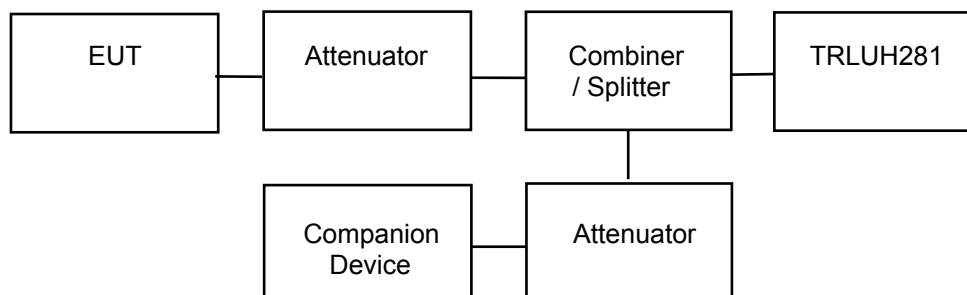 EUT
Attenuator
Combiner
/ Splitter
TRLUH281
Companion
Device
Attenuator